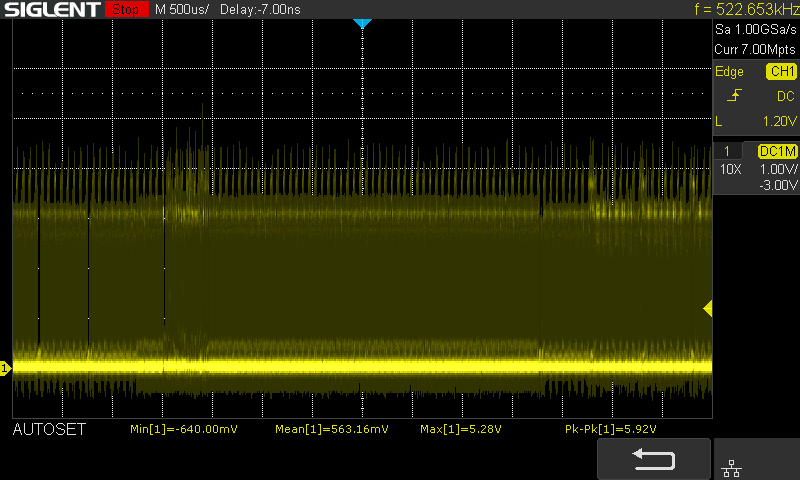 SIGLENT Stop M 500us/ Delay:-7.00ns f = 522.653kHz
Sa 1.00GSa/s
Curr 7.00Mpts
Edge CH1
DC
L 1.20V
1 DC1M
10X 1.00V/
-3.00V
1
AUTOSET Min[1]=-640.00mV Mean[1]=563.16mV Max[1]=5.28V Pk-Pk[1]=5.92V